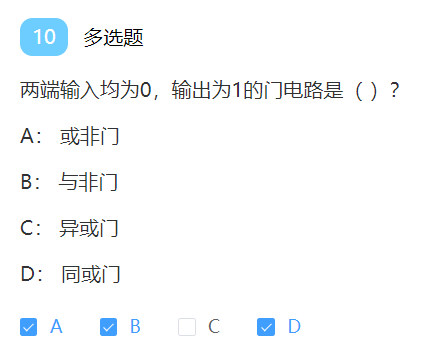 10 多选题
两端输入均为0，输出为1的门电路是（ ）？
A： 或非门
B： 与非门
C： 异或门
D： 同或门
A B C D